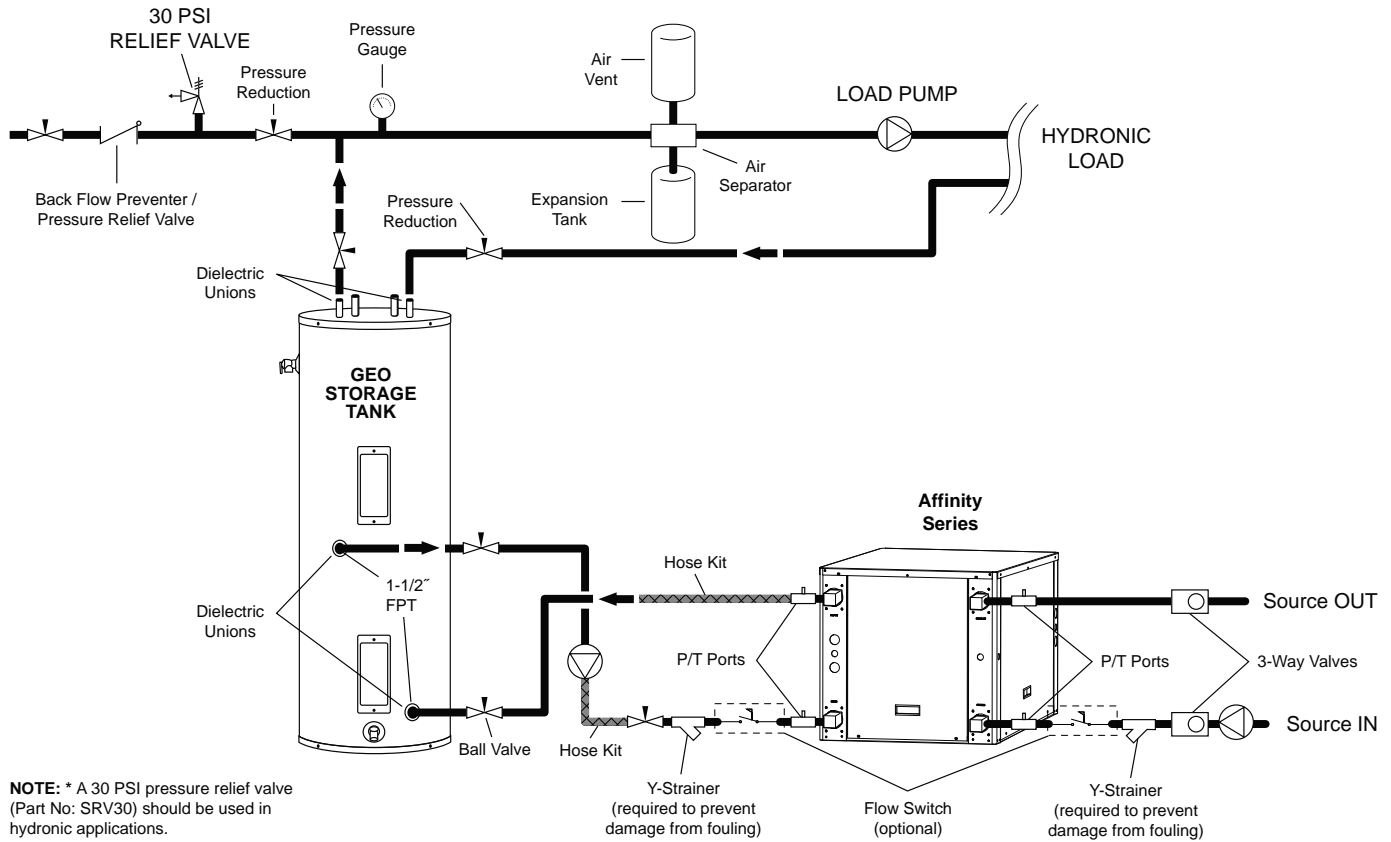 30 PSI
RELIEF VALVE
Pressure
Reduction
Pressure
Gauge
Air
Vent
LOAD PUMP
HYDRONIC
LOAD
Back Flow Preventer /
Pressure Relief Valve
Pressure
Reduction
Expansion
Tank
Air
Separator
Dielectric
Unions
GEO
STORAGE
TANK
Affinity
Series
Hose Kit
1-1/2˝
FPT
Dielectric
Unions
P/T Ports
P/T Ports
Source OUT
3-Way Valves
Source IN
Ball Valve
Hose Kit
Y-Strainer
(required to prevent
damage from fouling)
Flow Switch
(optional)
Y-Strainer
(required to prevent
damage from fouling)
NOTE: * A 30 PSI pressure relief valve
(Part No: SRV30) should be used in
hydronic applications.